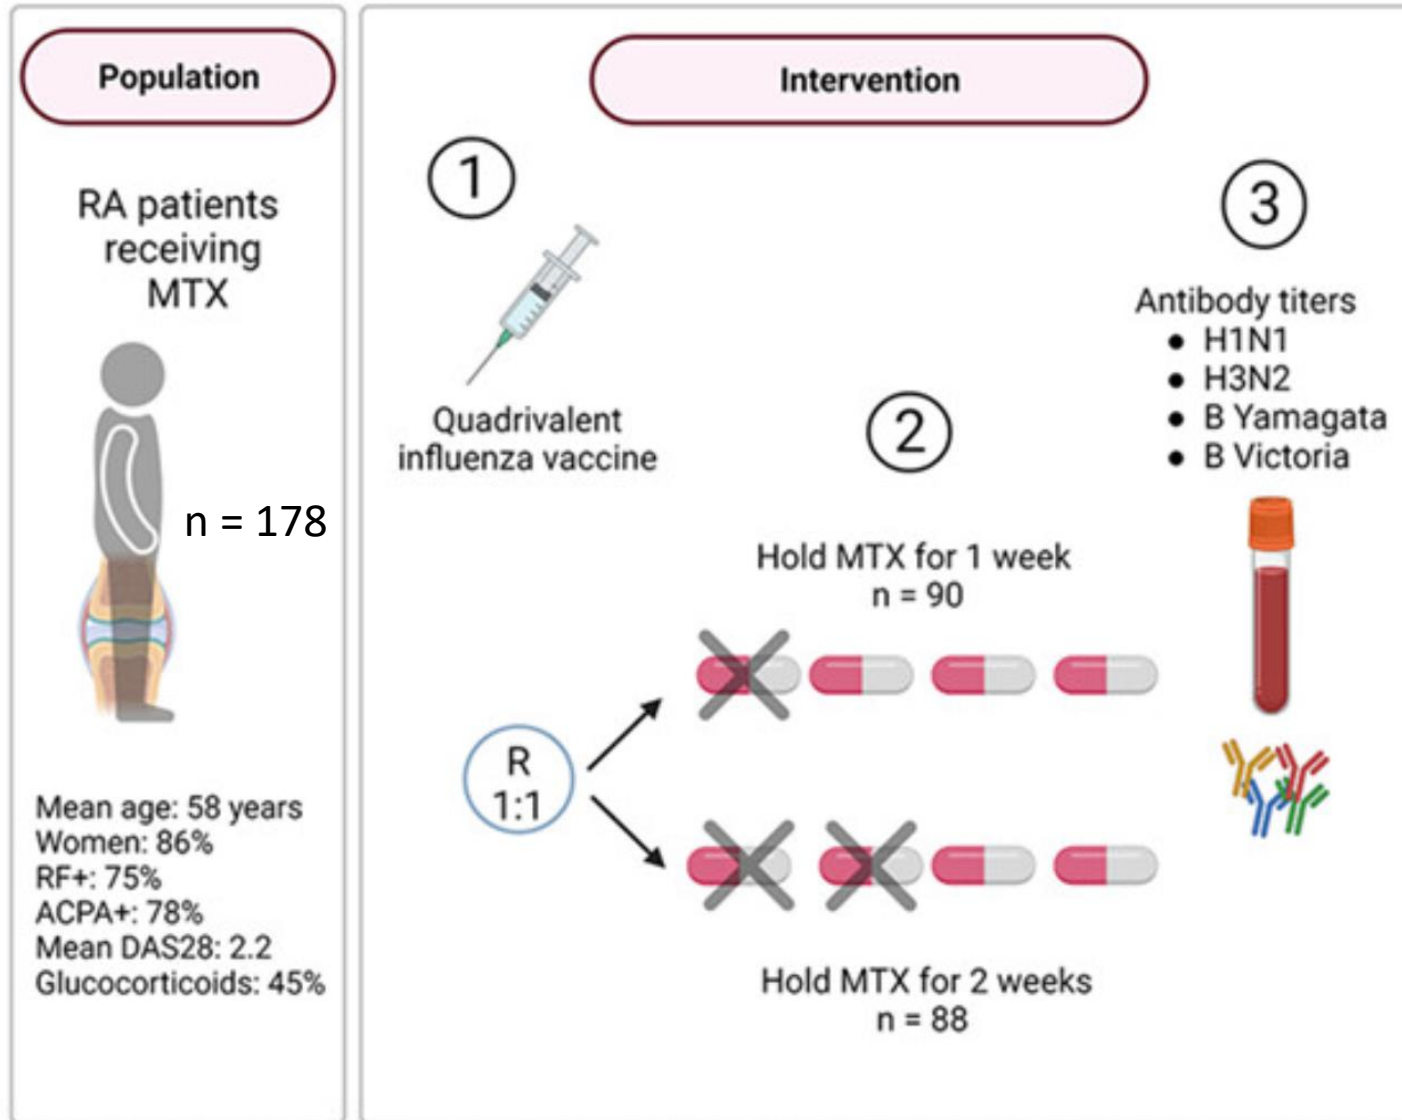 Population
RA patients
receiving
MTX
n = 178
Mean age: 58 years
Women: 86%
RF+: 75%
ACPA+: 78%
Mean DAS28: 2.2
Glucocorticoids: 45%
Intervention
1
Quadrivalent
influenza vaccine
2
Hold MTX for 1 week
n = 90
R
1:1
Hold MTX for 2 weeks
n = 88
3
Antibody titers
● H1N1
● H3N2
● B Yamagata
● B Victoria